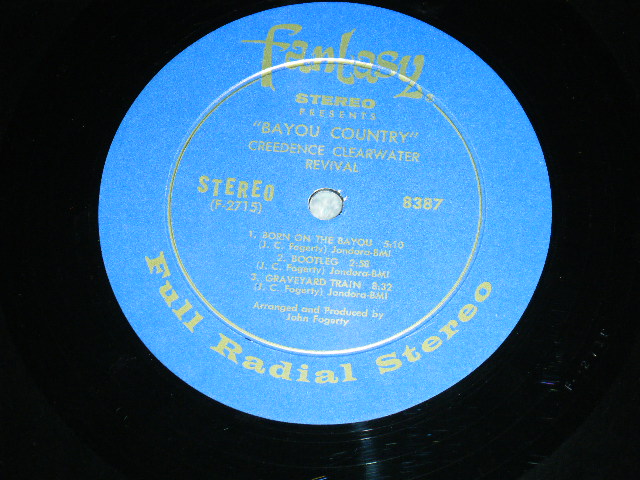 Fantasy
STEREO
PRESENTS
"BAYOU COUNTRY"
CREEDENCE CLEARWATER
REVIVAL
STEREO
(F-2715)
8387
1. BORN ON THE BAYOU 5:10
(J. C. Fogerty) Jondora-BMI
2. BOOTLEG 2:58
(J. C. Fogerty) Jondora-BMI
3. GRAVEYARD TRAIN 8:32
(J. C. Fogerty) Jondora-BMI
Arranged and Produced by
John Fogerty
Full Radial Stereo